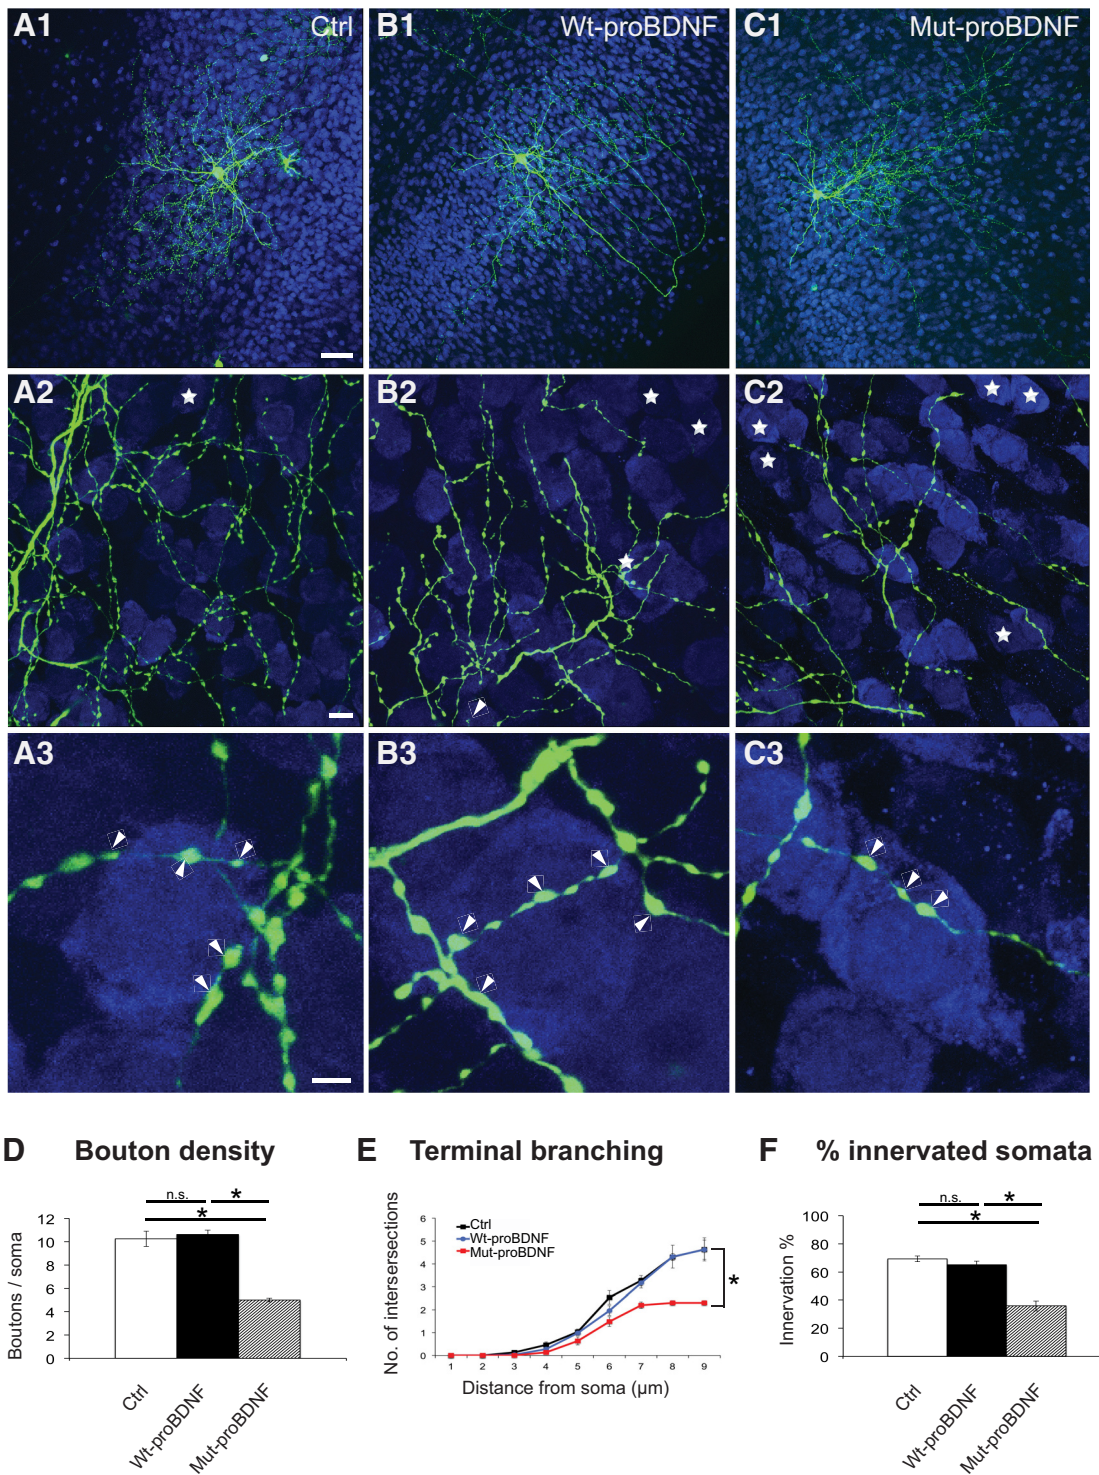 A1 Ctrl
B1 Wt-proBDNF
C1 Mut-proBDNF
A2
B2
C2
A3
B3
C3
D Bouton density
n.s. *
*
Boutons / soma
12
10
8
6
4
2
0
Ctrl
Wt-proBDNF
Mut-proBDNF
E Terminal branching
No. of intersersections
6
5
4
3
2
1
0
Ctrl
Wt-proBDNF
Mut-proBDNF
*
1 2 3 4 5 6 7 8 9
Distance from soma (µm)
F % innervated somata
n.s. *
*
Innervation %
100
80
60
40
20
0
Ctrl
Wt-proBDNF
Mut-proBDNF